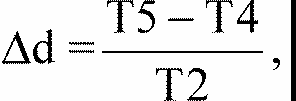 Δd = (T5 − T4) / T2,